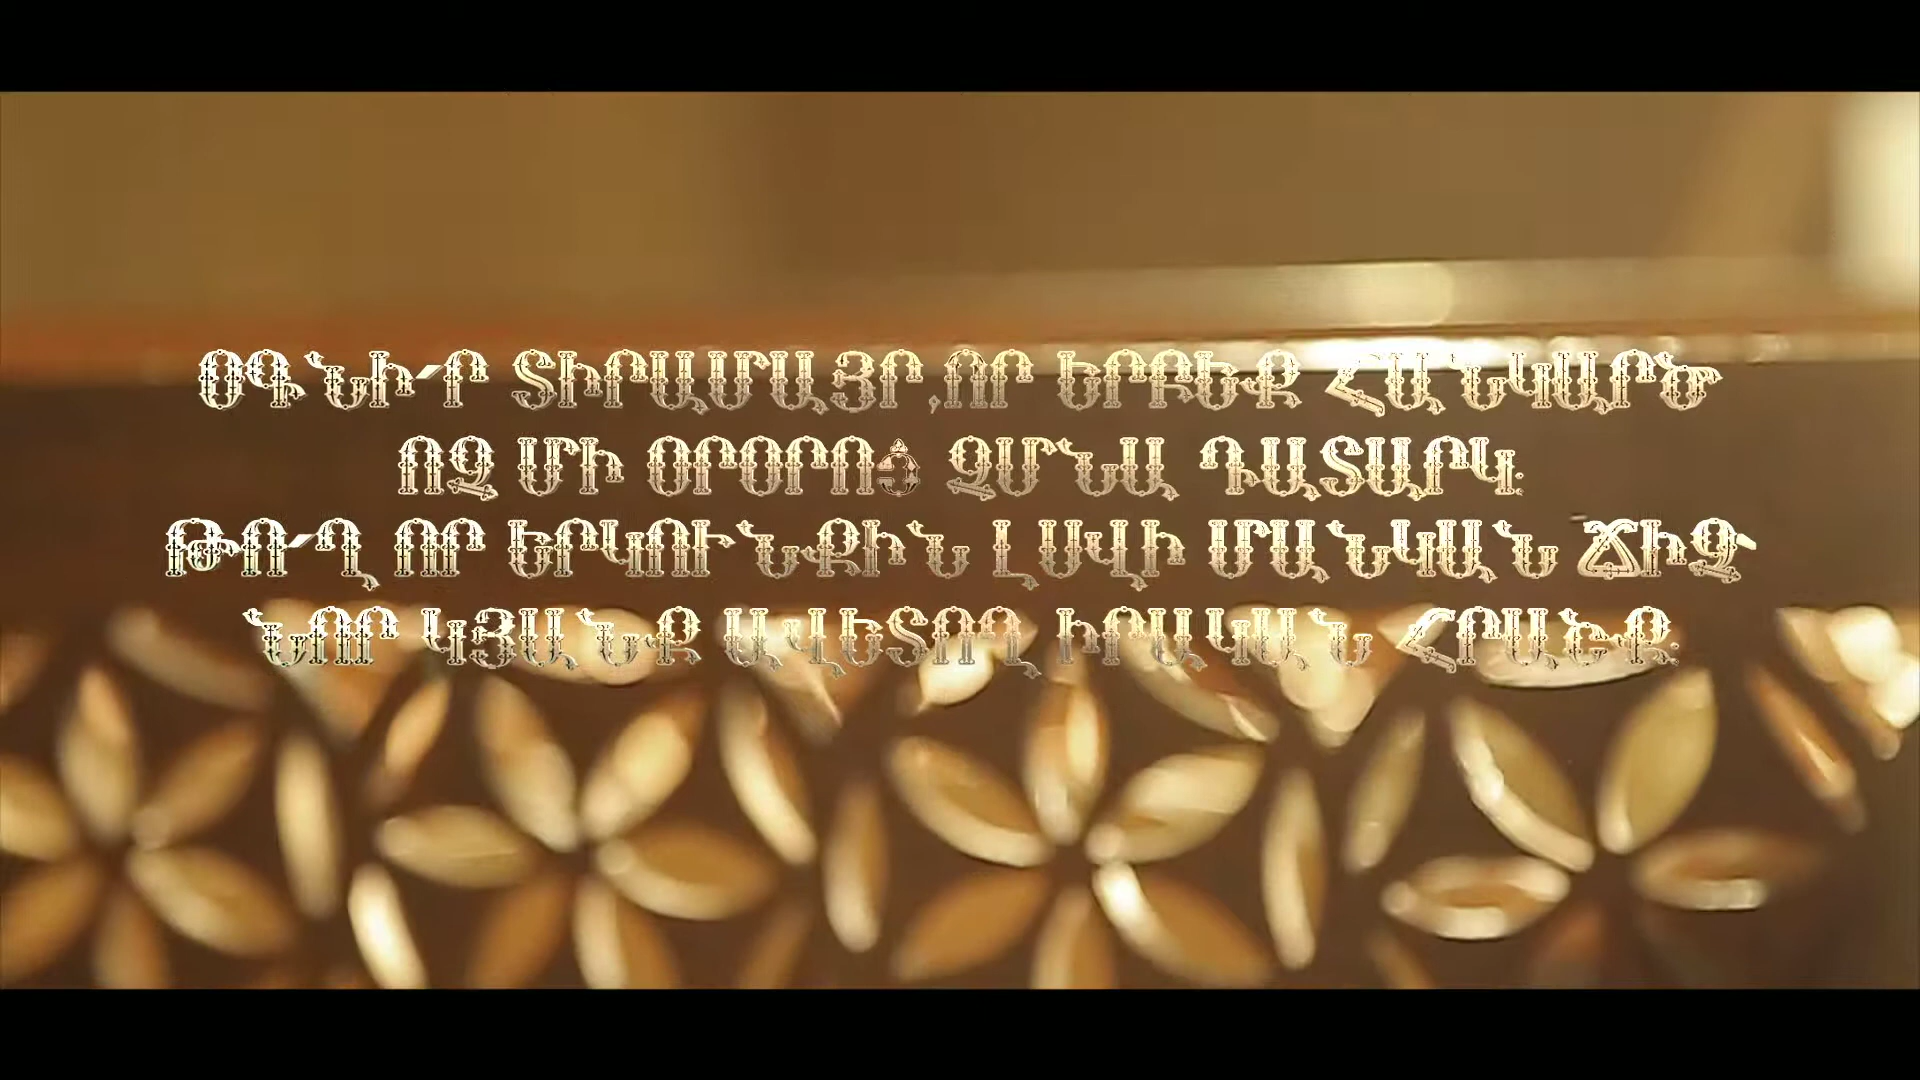 ՕԳՆԻ՜Ր ՏԻՐԱՄԱՅՐ,ՈՐ ԵՐԲԵՔ ՀԱՆԿԱՐԾ
ՈՉ ՄԻ ՕՐՕՐՈՑ ՉՄՆԱ ԴԱՏԱՐԿ:
ԹՈ՜Ղ ՈՐ ԵՐԿՈՒՆՔԻՆ ԼՍՎԻ ՄԱՆԿԱՆ ՃԻՉ՝
ՆՈՐ ԿՅԱՆՔ ԱՎԵՏՈՂ ԻՐԱԿԱՆ ՀՐԱՇՔ: